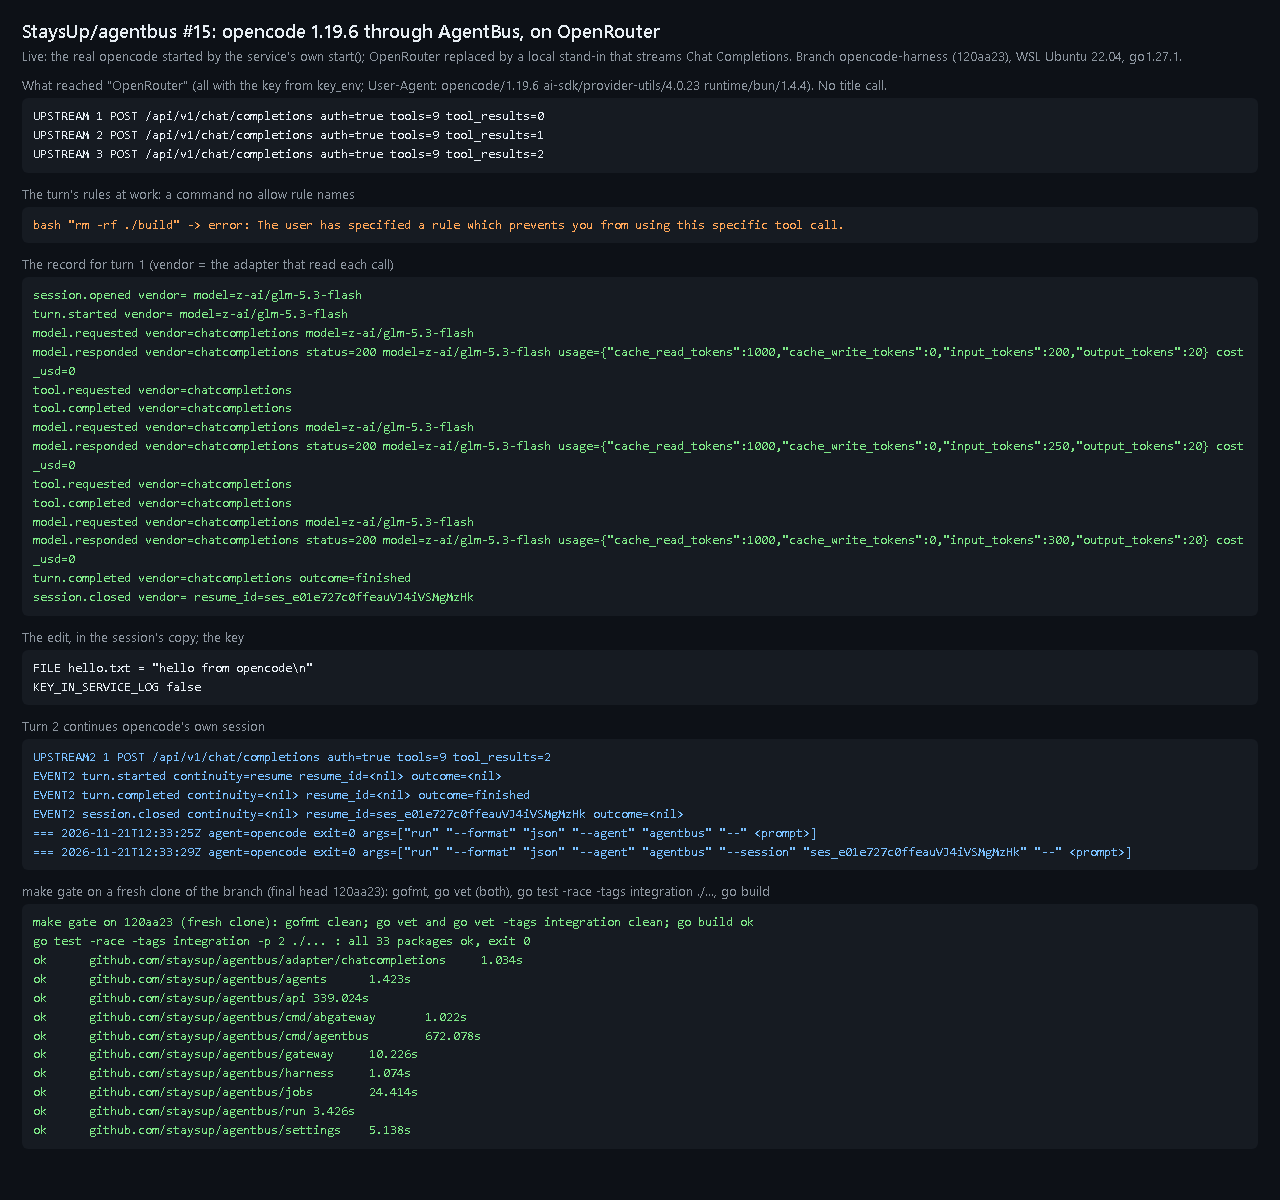 StaysUp/agentbus #15: opencode 1.19.6 through AgentBus, on OpenRouter
Live: the real opencode started by the service's own start(); OpenRouter replaced by a local stand-in that streams Chat Completions. Branch opencode-harness (120aa23), WSL Ubuntu 22.04, go1.27.1.
What reached "OpenRouter" (all with the key from key_env; User-Agent: opencode/1.19.6 ai-sdk/provider-utils/4.0.23 runtime/bun/1.4.4). No title call.
UPSTREAM 1 POST /api/v1/chat/completions auth=true tools=9 tool_results=0
UPSTREAM 2 POST /api/v1/chat/completions auth=true tools=9 tool_results=1
UPSTREAM 3 POST /api/v1/chat/completions auth=true tools=9 tool_results=2
The turn's rules at work: a command no allow rule names
bash "rm -rf ./build" -> error: The user has specified a rule which prevents you from using this specific tool call.
The record for turn 1 (vendor = the adapter that read each call)
session.opened vendor= model=z-ai/glm-5.3-flash
turn.started vendor= model=z-ai/glm-5.3-flash
model.requested vendor=chatcompletions model=z-ai/glm-5.3-flash
model.responded vendor=chatcompletions status=200 model=z-ai/glm-5.3-flash usage={"cache_read_tokens":1000,"cache_write_tokens":0,"input_tokens":200,"output_tokens":20} cost
_usd=0
tool.requested vendor=chatcompletions
tool.completed vendor=chatcompletions
model.requested vendor=chatcompletions model=z-ai/glm-5.3-flash
model.responded vendor=chatcompletions status=200 model=z-ai/glm-5.3-flash usage={"cache_read_tokens":1000,"cache_write_tokens":0,"input_tokens":250,"output_tokens":20} cost
_usd=0
tool.requested vendor=chatcompletions
tool.completed vendor=chatcompletions
model.requested vendor=chatcompletions model=z-ai/glm-5.3-flash
model.responded vendor=chatcompletions status=200 model=z-ai/glm-5.3-flash usage={"cache_read_tokens":1000,"cache_write_tokens":0,"input_tokens":300,"output_tokens":20} cost
_usd=0
turn.completed vendor=chatcompletions outcome=finished
session.closed vendor= resume_id=ses_e01e727c0ffeauVJ4iVSMgMzHk
The edit, in the session's copy; the key
FILE hello.txt = "hello from opencode\n"
KEY_IN_SERVICE_LOG false
Turn 2 continues opencode's own session
UPSTREAM2 1 POST /api/v1/chat/completions auth=true tools=9 tool_results=2
EVENT2 turn.started continuity=resume resume_id=<nil> outcome=<nil>
EVENT2 turn.completed continuity=<nil> resume_id=<nil> outcome=finished
EVENT2 session.closed continuity=<nil> resume_id=ses_e01e727c0ffeauVJ4iVSMgMzHk outcome=<nil>
=== 2026-11-21T12:33:25Z agent=opencode exit=0 args=["run" "--format" "json" "--agent" "agentbus" "--" <prompt>]
=== 2026-11-21T12:33:29Z agent=opencode exit=0 args=["run" "--format" "json" "--agent" "agentbus" "--session" "ses_e01e727c0ffeauVJ4iVSMgMzHk" "--" <prompt>]
make gate on a fresh clone of the branch (final head 120aa23): gofmt, go vet (both), go test -race -tags integration ./..., go build
make gate on 120aa23 (fresh clone): gofmt clean; go vet and go vet -tags integration clean; go build ok
go test -race -tags integration -p 2 ./... : all 33 packages ok, exit 0
ok github.com/staysup/agentbus/adapter/chatcompletions 1.034s
ok github.com/staysup/agentbus/agents 1.423s
ok github.com/staysup/agentbus/api 339.024s
ok github.com/staysup/agentbus/cmd/abgateway 1.022s
ok github.com/staysup/agentbus/cmd/agentbus 672.078s
ok github.com/staysup/agentbus/gateway 10.226s
ok github.com/staysup/agentbus/harness 1.074s
ok github.com/staysup/agentbus/jobs 24.414s
ok github.com/staysup/agentbus/run 3.426s
ok github.com/staysup/agentbus/settings 5.138s